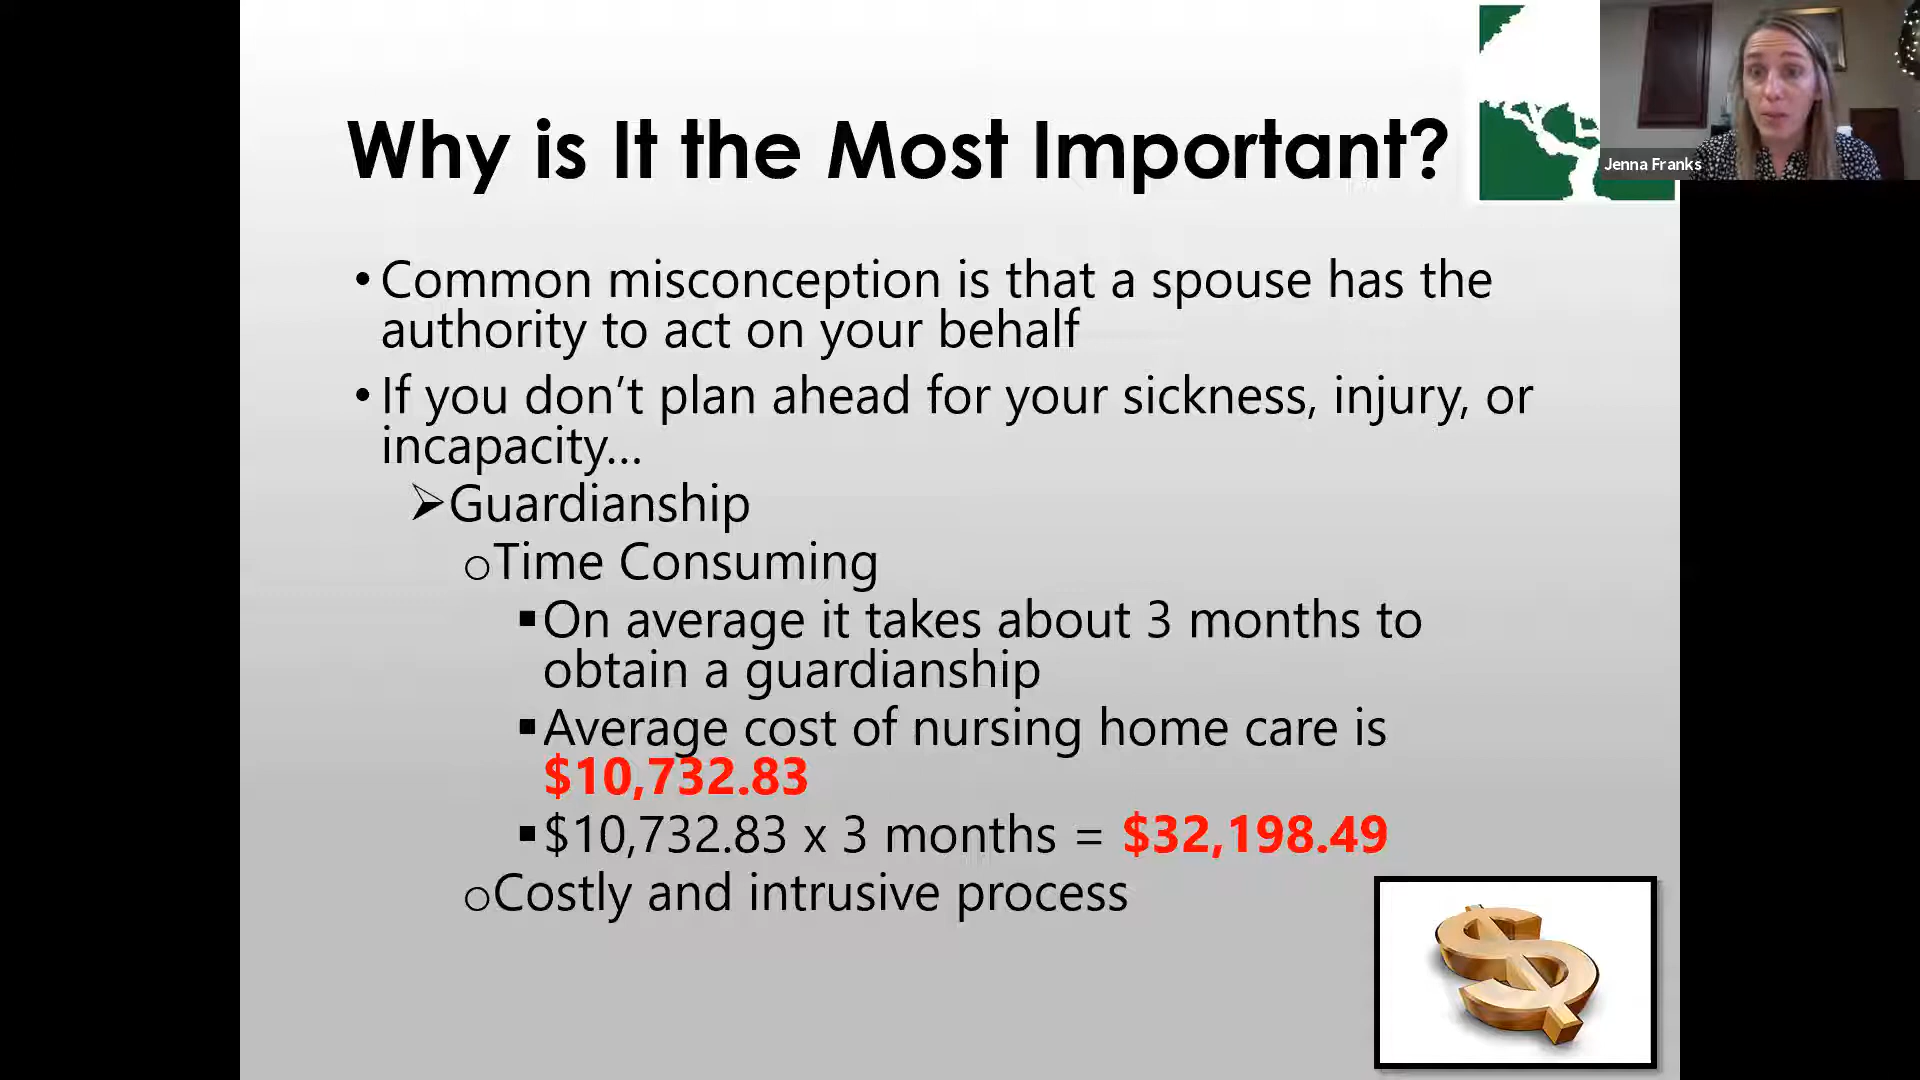 Why is It the Most Important?
Jenna Franks
• Common misconception is that a spouse has the
authority to act on your behalf
• If you don’t plan ahead for your sickness, injury, or
incapacity…
➢Guardianship
oTime Consuming
▪On average it takes about 3 months to
obtain a guardianship
▪Average cost of nursing home care is
$10,732.83
▪$10,732.83 x 3 months = $32,198.49
oCostly and intrusive process